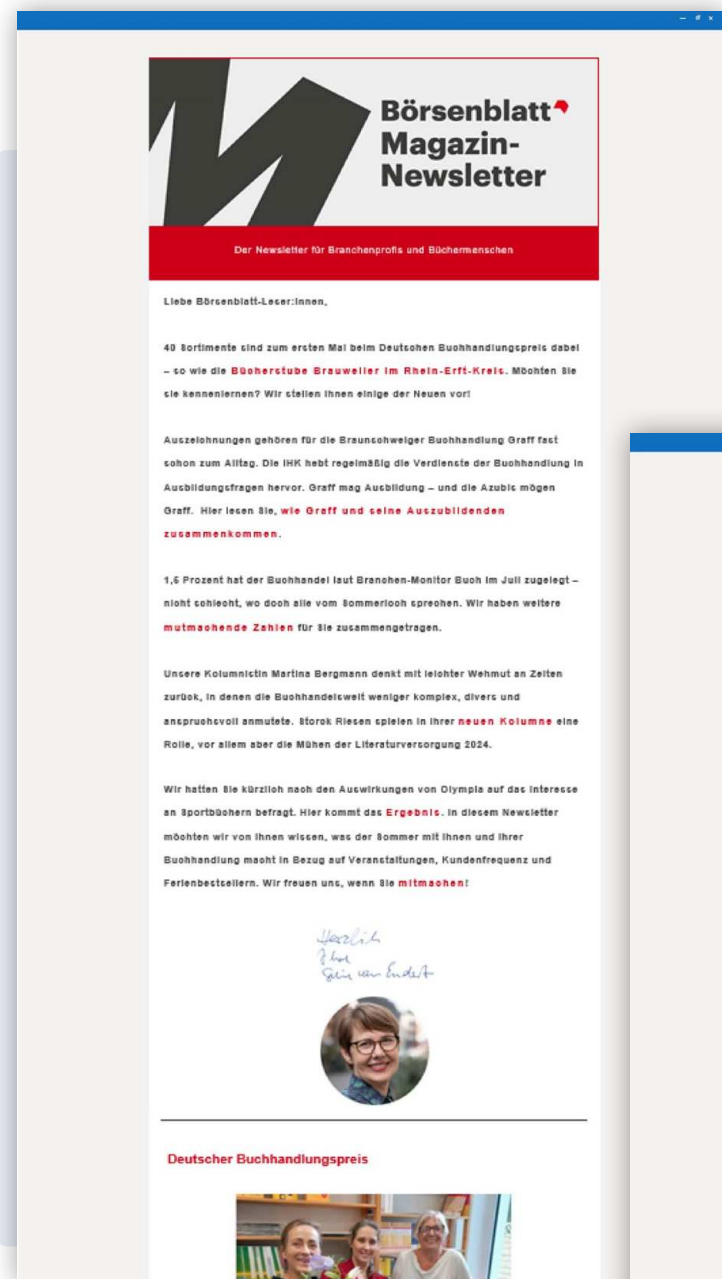 Börsenblatt
Magazin-
Newsletter
Der Newsletter für Branchenprofis und Büchermenschen
Liebe Börsenblatt-Leser:innen,
40 Sortimente sind zum ersten Mal beim Deutschen Buchhandlungspreis dabei
– so wie die Bücherstube Brauweiler im Rhein-Erft-Kreis. Möchten Sie
sie kennenlernen? Wir stellen Ihnen einige der Neuen vor!
Auszeichnungen gehören für die Braunschweiger Buchhandlung Graff fast
schon zum Alltag. Die IHK hebt regelmäßig die Verdienste der Buchhandlung in
Ausbildungsfragen hervor. Graff mag Ausbildung – und die Azubis mögen
Graff. Hier lesen Sie, wie Graff und seine Auszubildenden
zusammenkommen.
1,5 Prozent hat der Buchhandel laut Branchen-Monitor Buch im Juli zugelegt –
nicht schlecht, wo doch alle vom Sommerloch sprechen. Wir haben weitere
mutmachende Zahlen für Sie zusammengetragen.
Unsere Kolumnistin Martina Bergmann denkt mit leichter Wehmut an Zeiten
zurück, in denen die Buchhandelswelt weniger komplex, divers und
anspruchsvoll anmutete. Storck Riesen spielen in ihrer neuen Kolumne eine
Rolle, vor allem aber die Mühen der Literaturversorgung 2024.
Wir hatten Sie kürzlich nach den Auswirkungen von Olympia auf das Interesse
an Sportbüchern befragt. Hier kommt das Ergebnis. In diesem Newsletter
möchten wir von Ihnen wissen, was der Sommer mit Ihnen und Ihrer
Buchhandlung macht in Bezug auf Veranstaltungen, Kundenfrequenz und
Ferienbestsellern. Wir freuen uns, wenn Sie mitmachen!
Herzlich
Ihre
van Endert
Deutscher Buchhandlungspreis